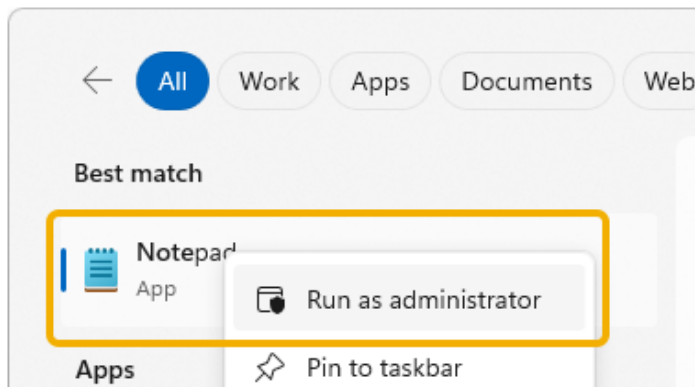 All Work Apps Documents Web
Best match
Notepad
App
Run as administrator
Apps
Pin to taskbar